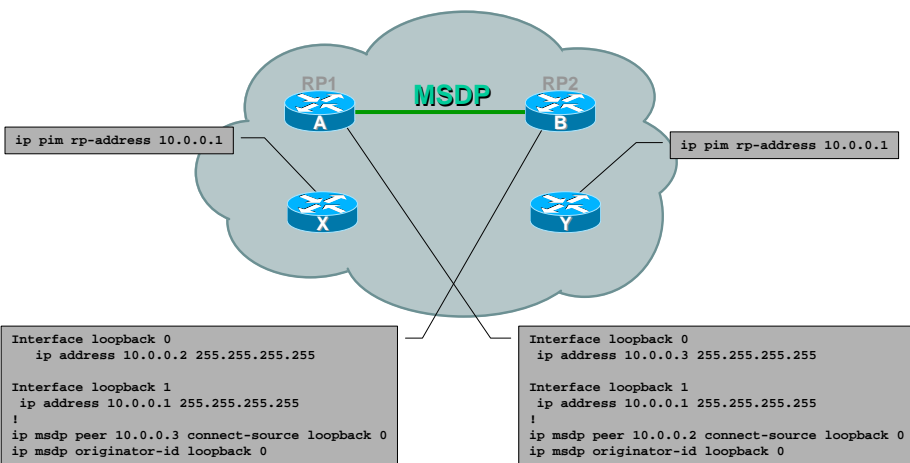 RP1
RP2
MSDP
A
B
ip pim rp-address 10.0.0.1
ip pim rp-address 10.0.0.1
X
Y
Interface loopback 0
ip address 10.0.0.2 255.255.255.255
Interface loopback 1
ip address 10.0.0.1 255.255.255.255
!
ip msdp peer 10.0.0.3 connect-source loopback 0
ip msdp originator-id loopback 0
Interface loopback 0
ip address 10.0.0.3 255.255.255.255
Interface loopback 1
ip address 10.0.0.1 255.255.255.255
!
ip msdp peer 10.0.0.2 connect-source loopback 0
ip msdp originator-id loopback 0